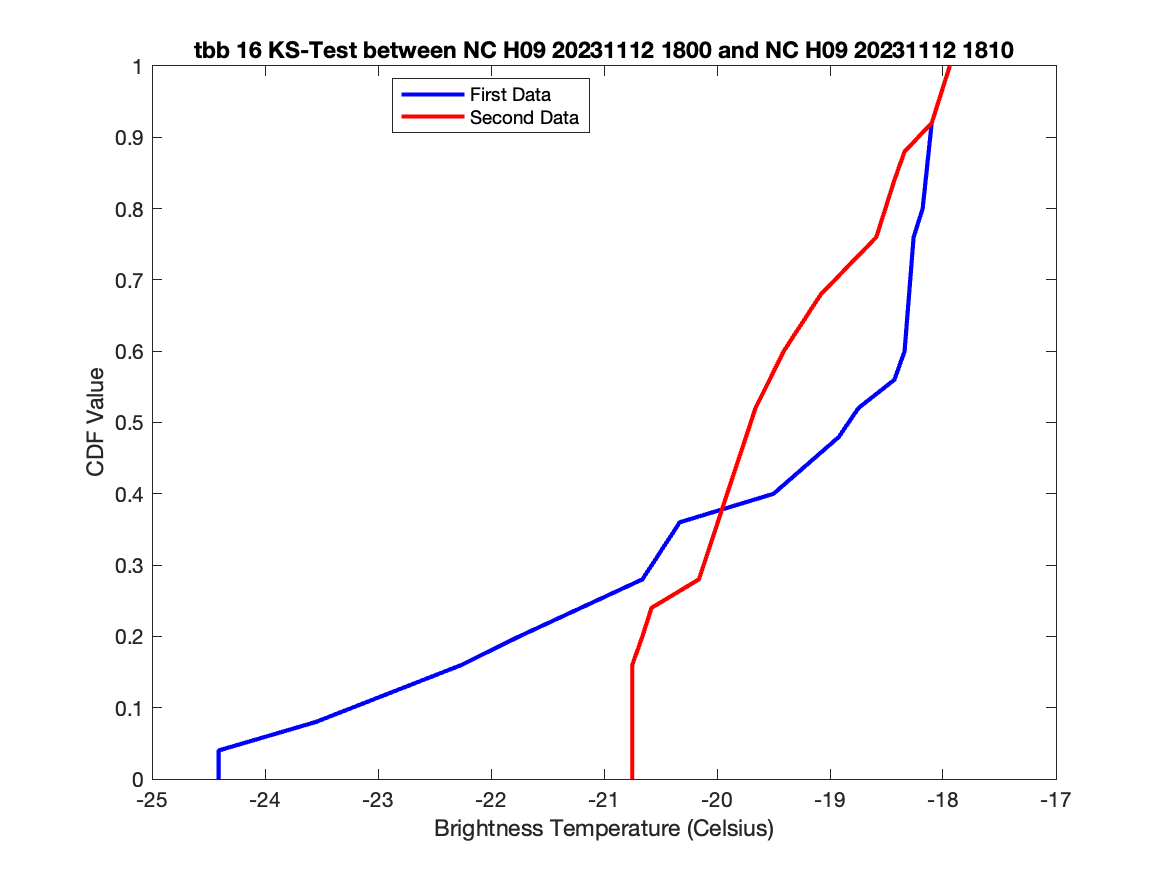 tbb 16 KS-Test between NC H09 20231112 1800 and NC H09 20231112 1810
First Data
Second Data
1
0.9
0.8
0.7
0.6
0.5
0.4
0.3
0.2
0.1
0
CDF Value
-25 -24 -23 -22 -21 -20 -19 -18 -17
Brightness Temperature (Celsius)